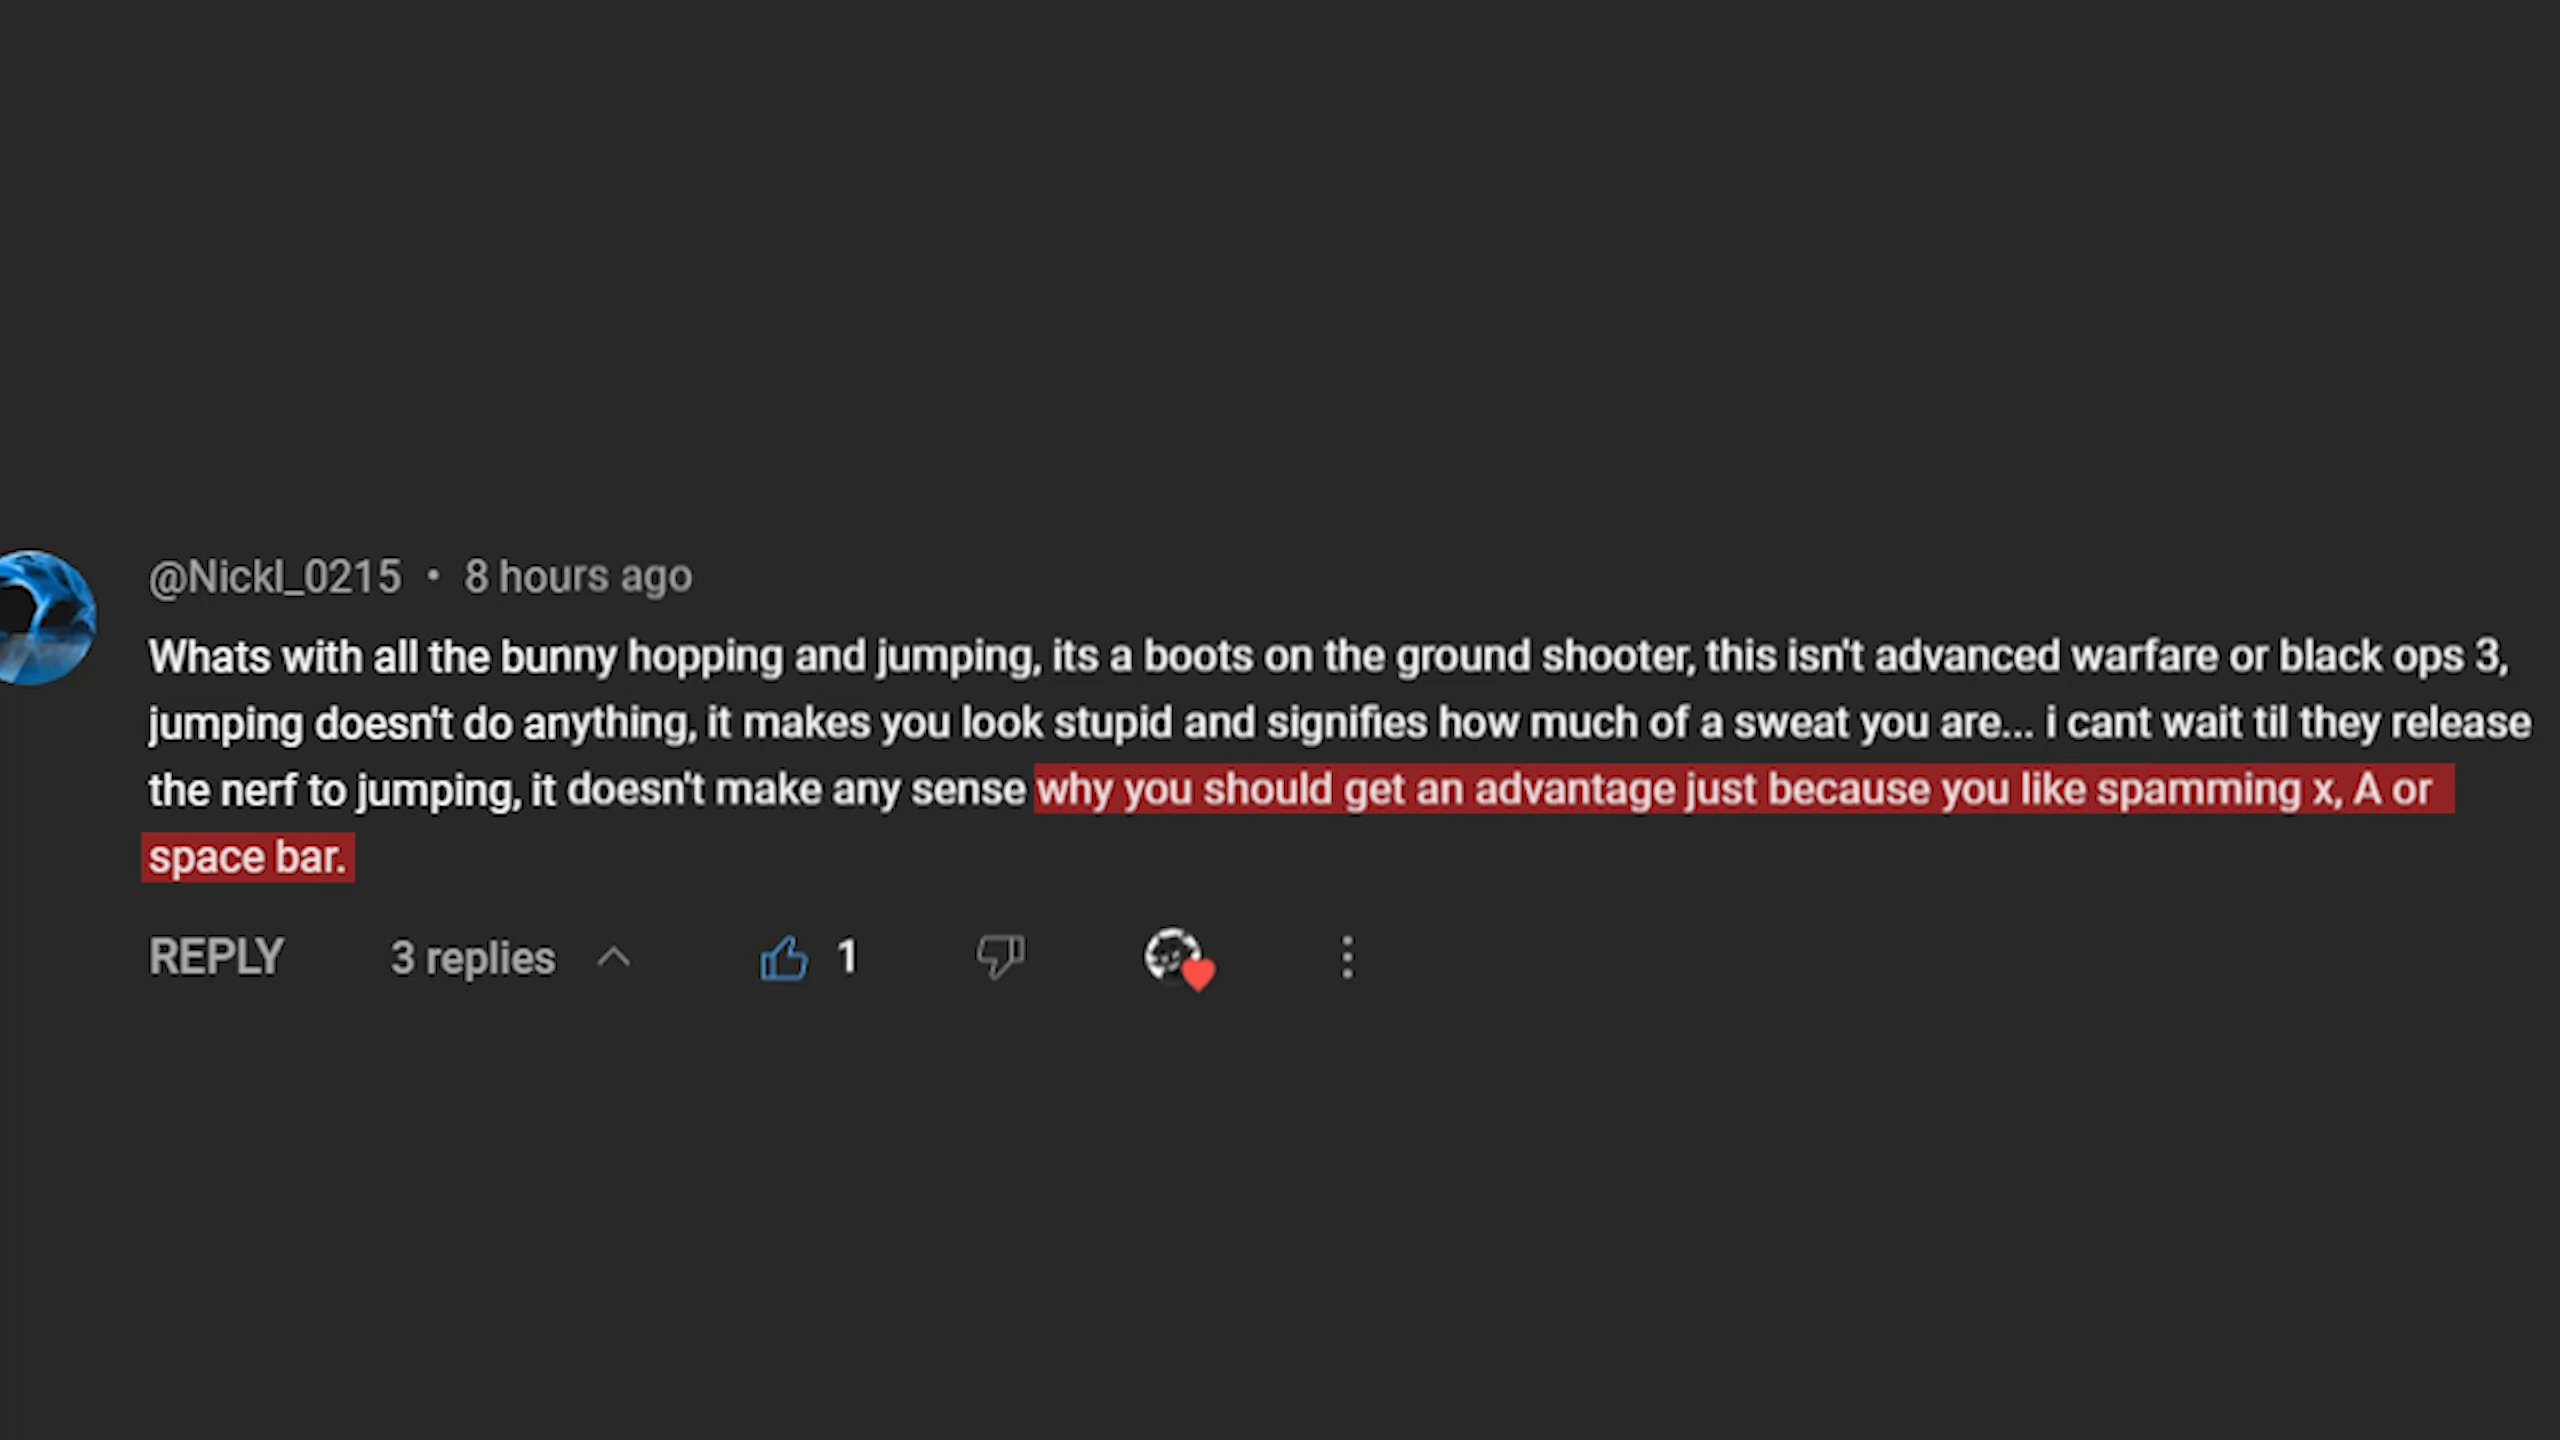 @Nickl_0215 • 8 hours ago
Whats with all the bunny hopping and jumping, its a boots on the ground shooter, this isn't advanced warfare or black ops 3,
jumping doesn't do anything, it makes you look stupid and signifies how much of a sweat you are... i cant wait til they release
the nerf to jumping, it doesn't make any sense why you should get an advantage just because you like spamming x, A or
space bar.
REPLY 3 replies 1